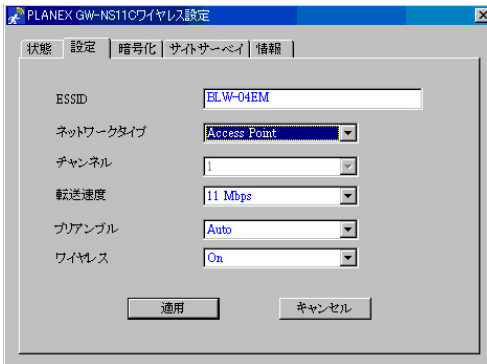 PLANEX GW-NS11Cワイヤレス設定
状態 設定 暗号化 サイトサーベイ 情報
ESSID BLW-04EM
ネットワークタイプ Access Point
チャンネル 1
転送速度 11 Mbps
プリアンブル Auto
ワイヤレス On
適用 キャンセル